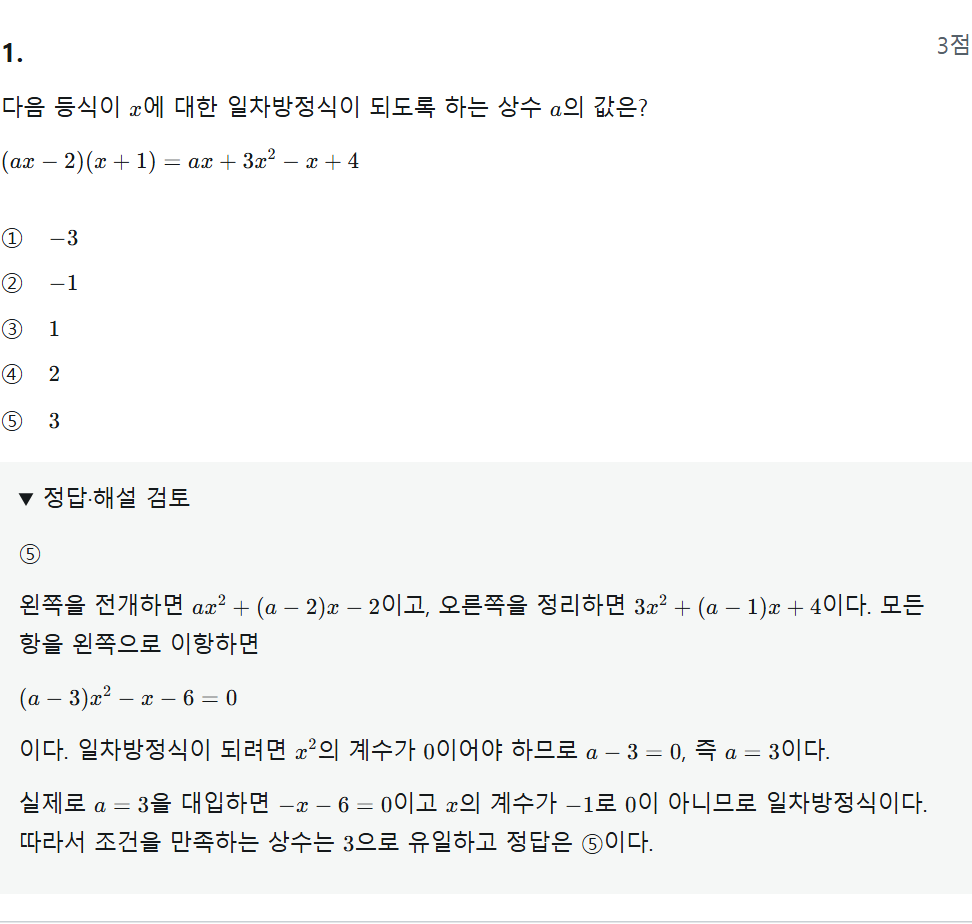 1.
3점
다음 등식이 x에 대한 일차방정식이 되도록 하는 상수 a의 값은?
(ax − 2)(x + 1) = ax + 3x² − x + 4
① −3
② −1
③ 1
④ 2
⑤ 3
▼ 정답·해설 검토
⑤
왼쪽을 전개하면 ax² + (a − 2)x − 2이고, 오른쪽을 정리하면 3x² + (a − 1)x + 4이다. 모든
항을 왼쪽으로 이항하면
(a − 3)x² − x − 6 = 0
이다. 일차방정식이 되려면 x²의 계수가 0이어야 하므로 a − 3 = 0, 즉 a = 3이다.
실제로 a = 3을 대입하면 −x − 6 = 0이고 x의 계수가 −1로 0이 아니므로 일차방정식이다.
따라서 조건을 만족하는 상수는 3으로 유일하고 정답은 ⑤이다.